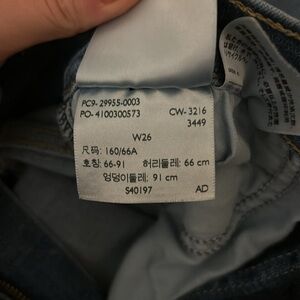 PC9- 29955-0003
PO- 4100300573 CW- 3216
3449
W26
尺码: 160/66A
호칭: 66-91 허리둘레: 66 cm
엉덩이둘레: 91 cm
S40197 AD